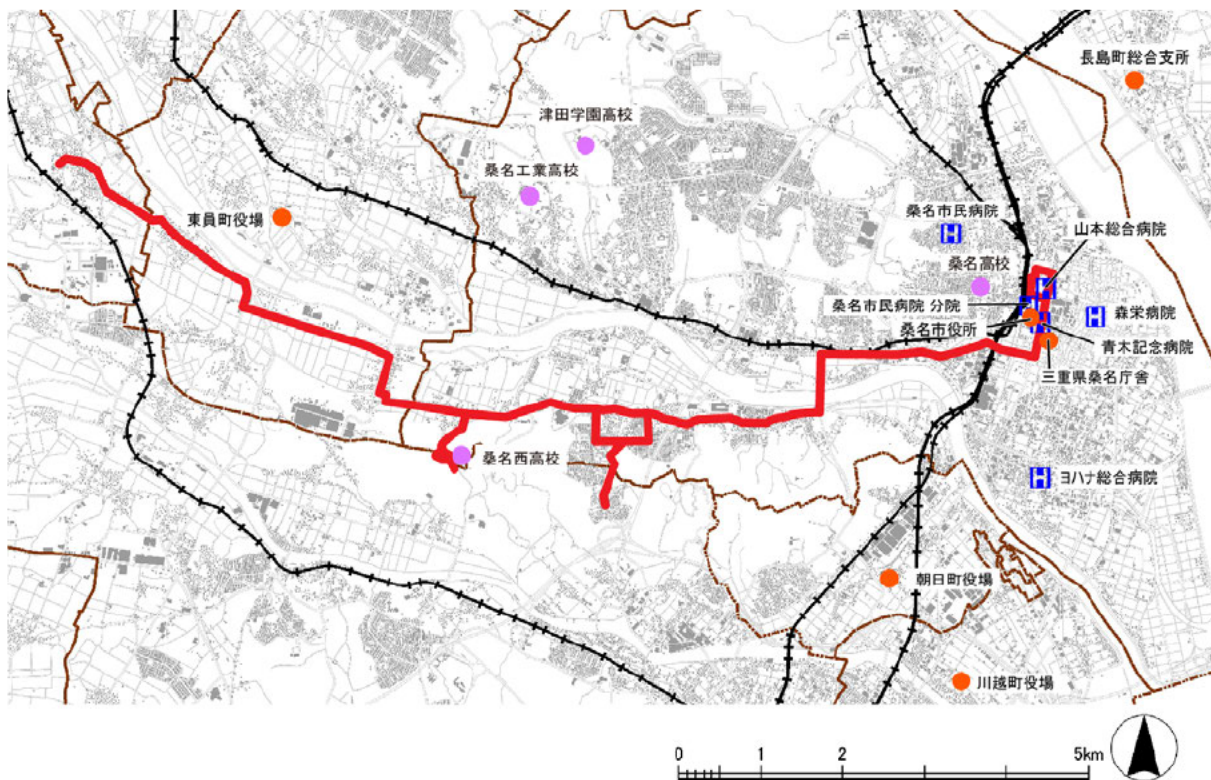 長島町総合支所
津田学園高校
桑名工業高校
東員町役場
桑名市民病院
山本総合病院
桑名高校
桑名市民病院 分院
森栄病院
桑名市役所
青木記念病院
三重県桑名庁舎
桑名西高校
ヨハナ総合病院
朝日町役場
川越町役場
0 1 2 5km